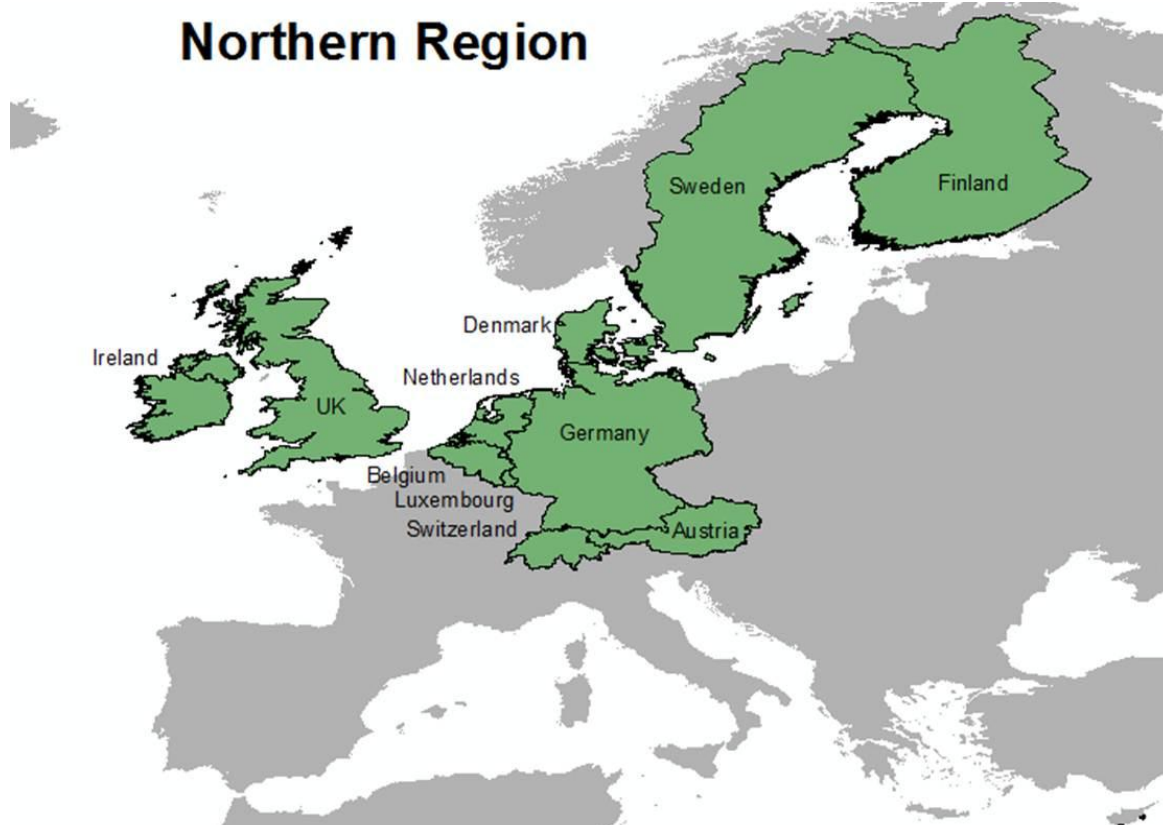 Northern Region
Sweden
Finland
Denmark
Ireland
Netherlands
UK
Germany
Belgium
Luxembourg
Switzerland
Austria